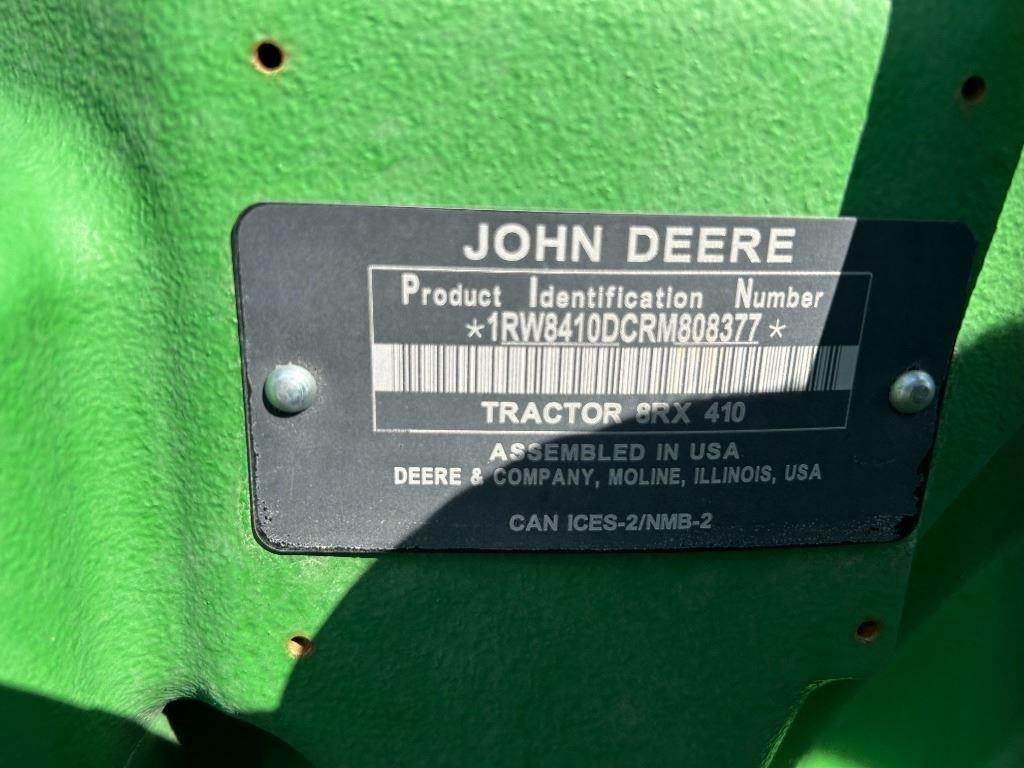 JOHN DEERE
Product Identification Number
*1RW8410DCRM808377*
TRACTOR 8RX 410
ASSEMBLED IN USA
DEERE & COMPANY, MOLINE, ILLINOIS, USA
CAN ICES-2/NMB-2